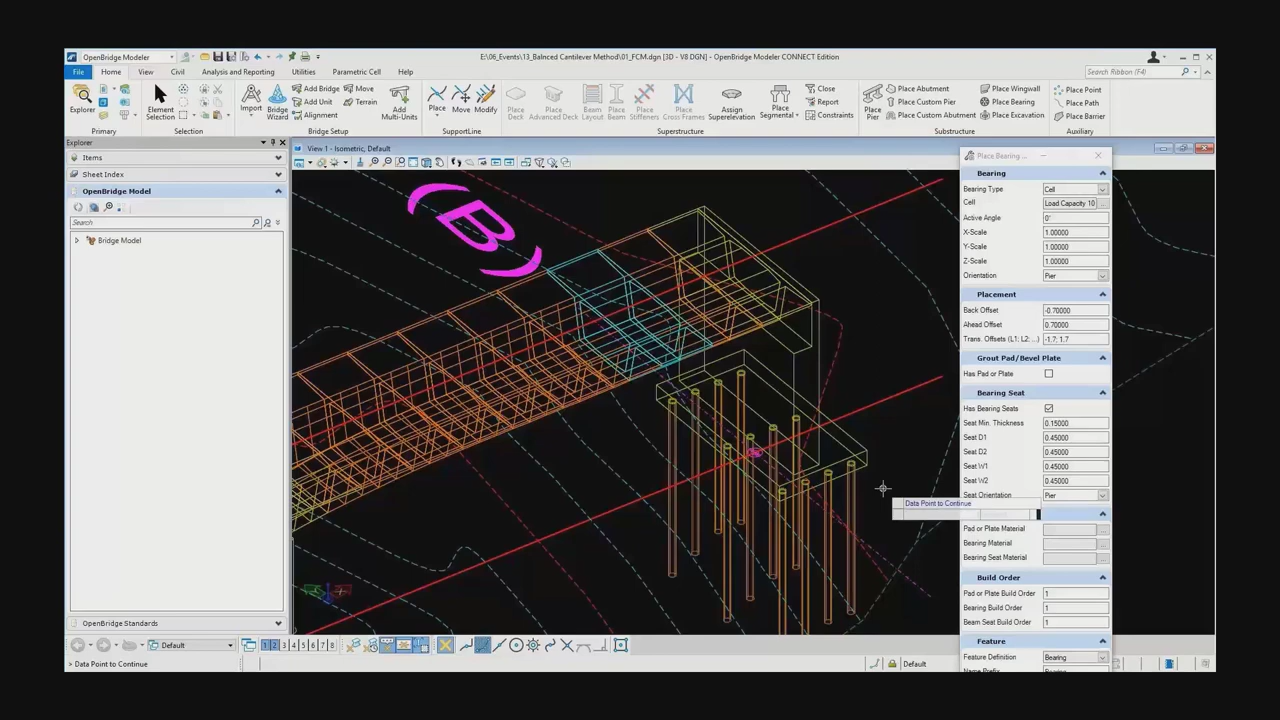 OpenBridge Modeler
E:\06_Events\13_Balnced Cantilever Method\01_FCM.dgn [3D - V8 DGN] - OpenBridge Modeler CONNECT Edition
File Home View Civil Analysis and Reporting Utilities Parametric Cell Help
Search Ribbon (F4)
Explorer
Element Selection
Import
Bridge Wizard
Add Bridge
Add Unit
Alignment
Move
Terrain
Add Multi-Units
Place
Move
Modify
Place Deck
Place Advanced Deck
Beam Layout
Place Beam
Place Stiffeners
Place Cross Frames
Assign Superelevation
Place Segmental
Close
Report
Constraints
Place Pier
Place Abutment
Place Custom Pier
Place Custom Abutment
Place Wingwall
Place Bearing
Place Excavation
Place Point
Place Path
Place Barrier
Primary Selection Bridge Setup SupportLine Superstructure Substructure Auxiliary
Explorer
Items
Sheet Index
OpenBridge Model
Search
Bridge Model
OpenBridge Standards
View 1 - Isometric, Default
(B)
Place Bearing ...
Bearing
Bearing Type Cell
Cell Load Capacity 10
Active Angle 0°
X-Scale 1.00000
Y-Scale 1.00000
Z-Scale 1.00000
Orientation Pier
Placement
Back Offset -0.70000
Ahead Offset 0.70000
Trans. Offsets (L1; L2; ...) -1.7; 1.7
Grout Pad/Bevel Plate
Has Pad or Plate
Bearing Seat
Has Bearing Seats
Seat Min. Thickness 0.15000
Seat D1 0.45000
Seat D2 0.45000
Seat W1 0.45000
Seat W2 0.45000
Seat Orientation Pier
Data Point to Continue
Pad or Plate Material
Bearing Material
Bearing Seat Material
Build Order
Pad or Plate Build Order 1
Bearing Build Order 1
Beam Seat Build Order 1
Feature
Feature Definition Bearing
Default
1 2 3 4 5 6 7 8
> Data Point to Continue
Default